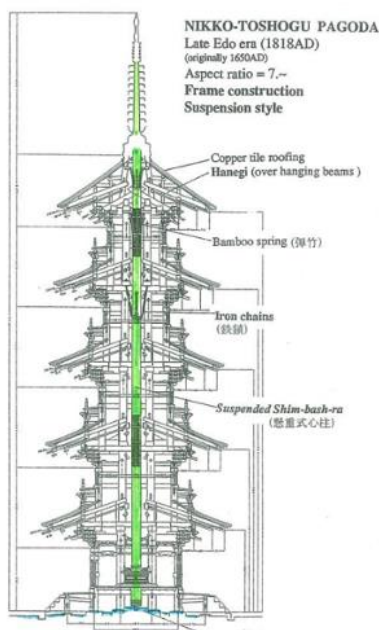 NIKKO-TOSHOGU PAGODA
Late Edo era (1818AD)
(originally 1650AD)
Aspect ratio = 7.~
Frame construction
Suspension style
Copper tile roofing
Hanegi (over hanging beams )
Bamboo spring (弾竹)
Iron chains
(鉄鎖)
Suspended Shim-bash-ra
(懸垂式心柱)